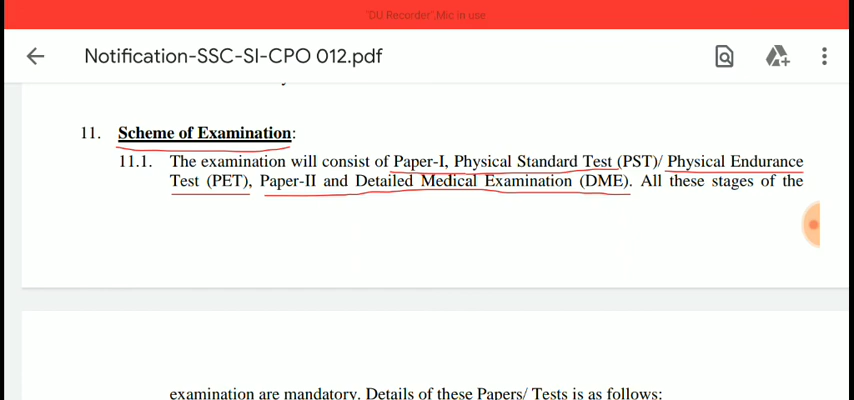 'DU Recorder',Mic in use
Notification-SSC-SI-CPO 012.pdf
11. Scheme of Examination:
11.1. The examination will consist of Paper-I, Physical Standard Test (PST)/ Physical Endurance
Test (PET), Paper-II and Detailed Medical Examination (DME). All these stages of the
examination are mandatory. Details of these Papers/ Tests is as follows: